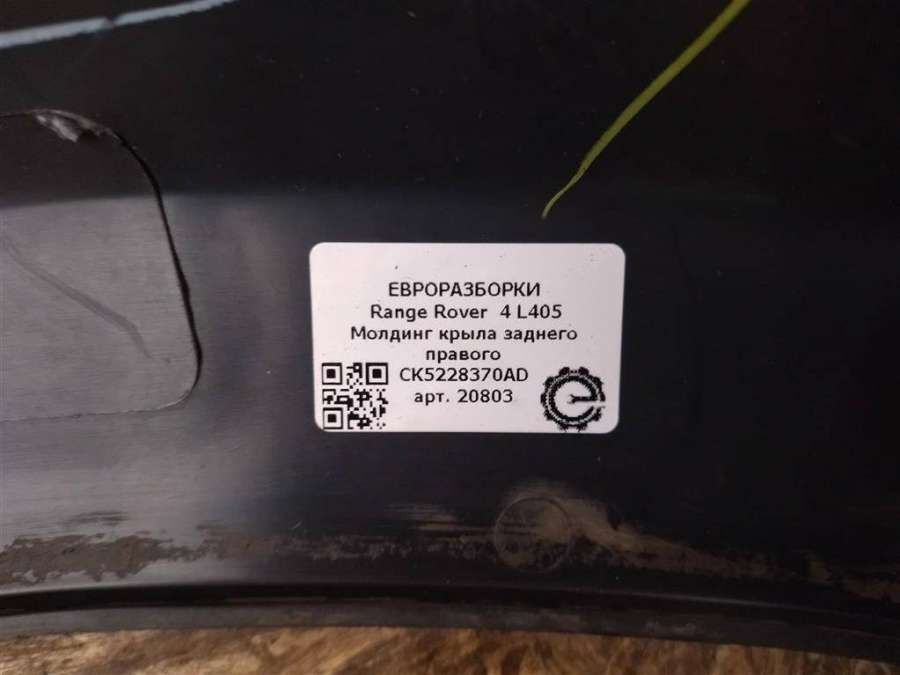 ЕВРОРАЗБОРКИ
Range Rover 4 L405
Молдинг крыла заднего
правого
CK5228370AD
арт. 20803